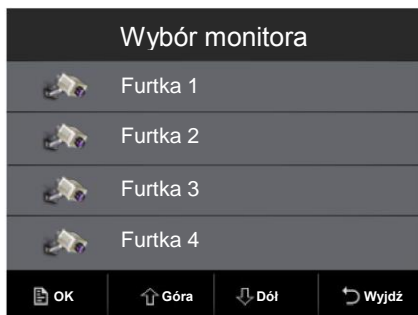 Wybór monitora
Furtka 1
Furtka 2
Furtka 3
Furtka 4
OK Góra Dół Wyjdź